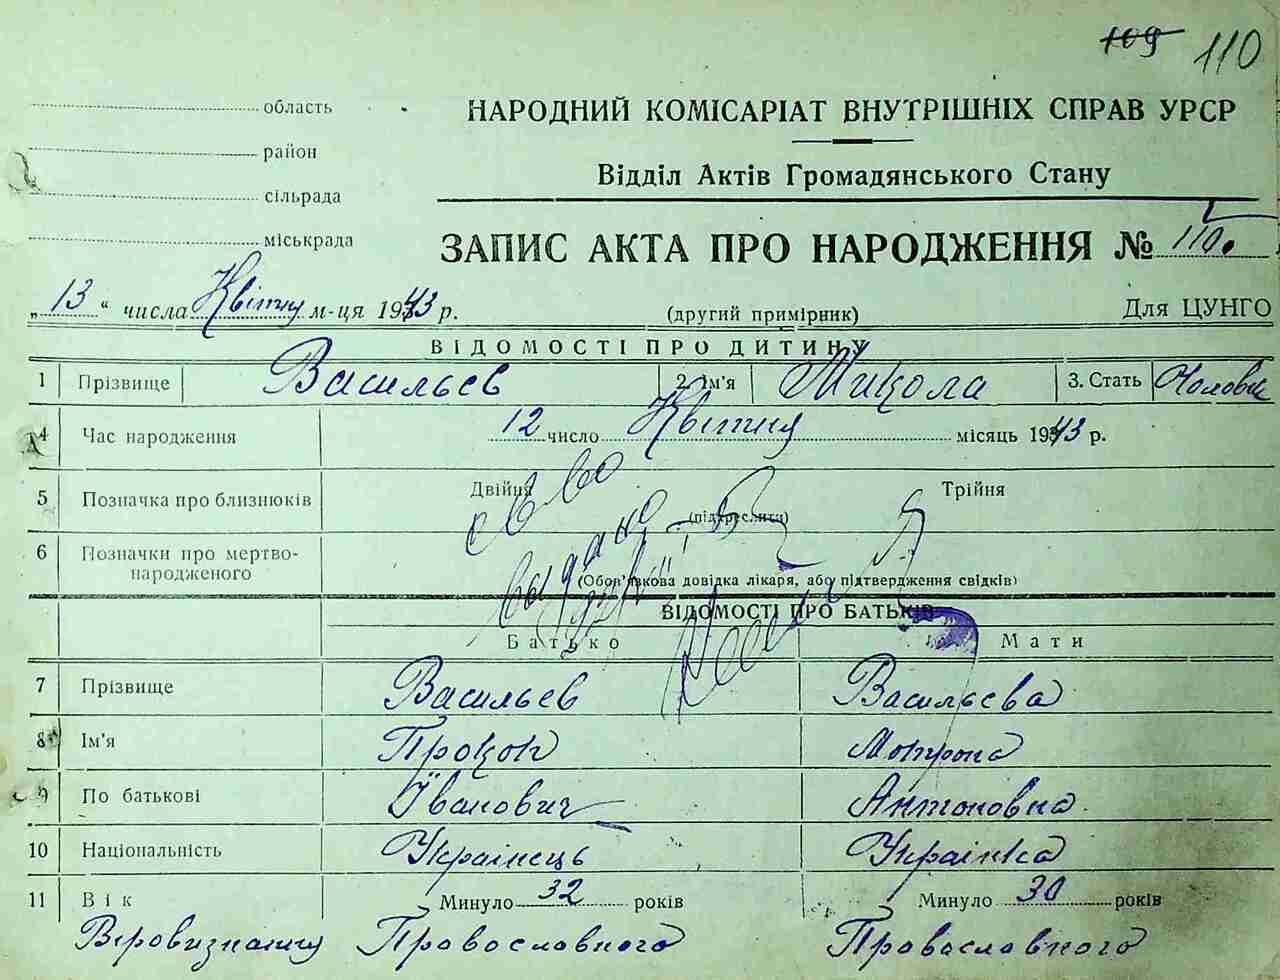 109 110
область
район
сільрада
міськрада
НАРОДНИЙ КОМІСАРІАТ ВНУТРІШНІХ СПРАВ УРСР
Відділ Актів Громадянського Стану
ЗАПИС АКТА ПРО НАРОДЖЕННЯ № 110
„13“ числа Квітня м-ця 1943 р.
(другий примірник)
Для ЦУНГО
ВІДОМОСТІ ПРО ДИТИНУ
1 Прізвище Васильєв 2. Ім'я Микола 3. Стать
4 Час народження 12 число Квітня місяць 1943 р.
5 Позначка про близнюків Двійня Трійня
(підкреслити)
6 Позначки про мертво-
народженого
(Обов'язкова довідка лікаря, або підтвердження свідків)
ВІДОМОСТІ ПРО БАТЬКІВ
Батько Мати
7 Прізвище Васильєв Васильєва
8 Ім'я Прокоп Мотрона
9 По батькові Іванович Антоновна
10 Національність Українець Українка
11 Вік Минуло 32 років Минуло 30 років
Віровизнання Православного Православного